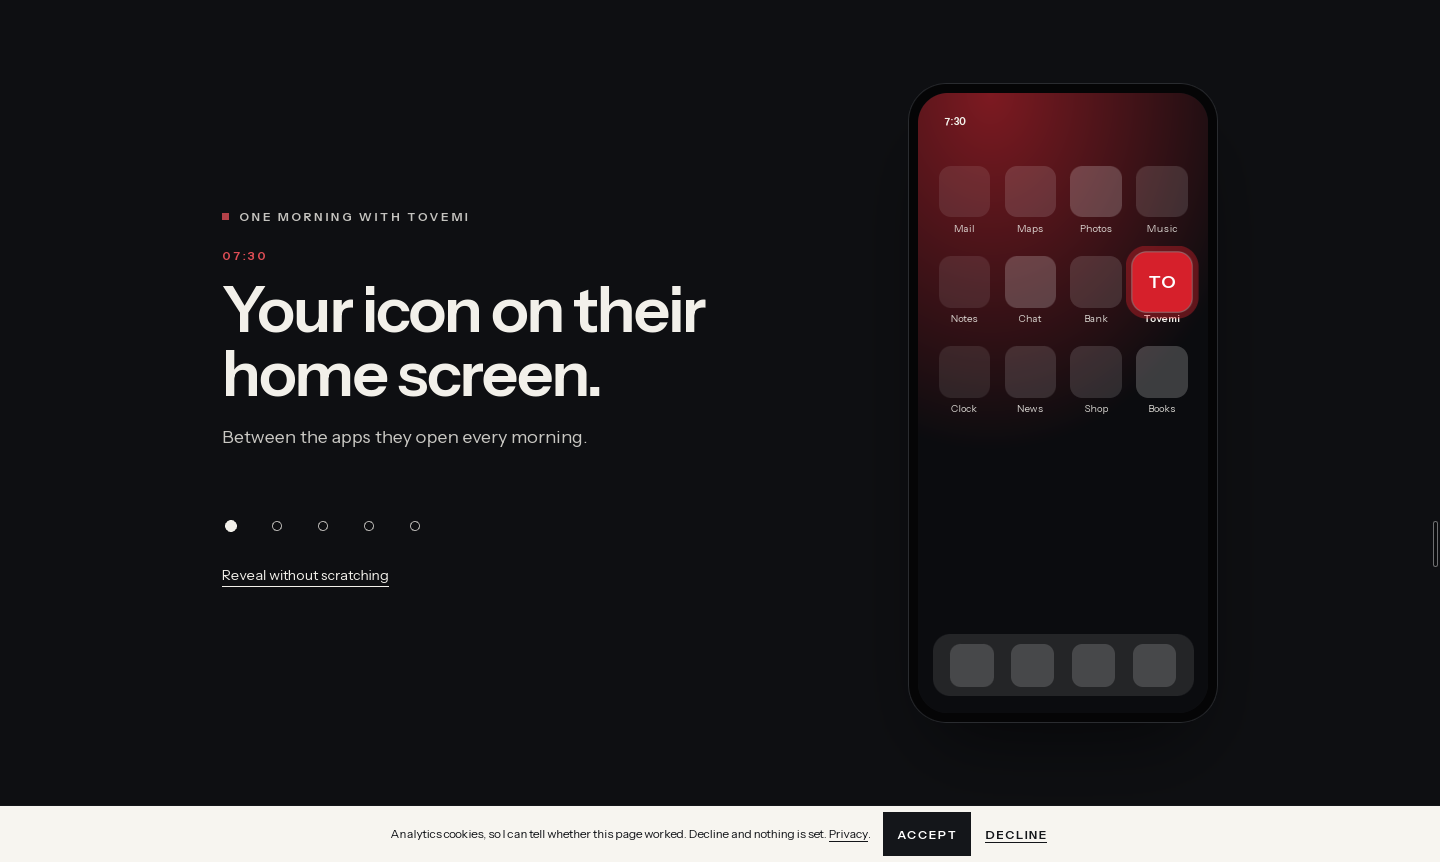 ONE MORNING WITH TOVEMI
07:30
Your icon on their
home screen.
Between the apps they open every morning.
Reveal without scratching
7:30
Mail Maps Photos Music
TO
Notes Chat Bank Tovemi
Clock News Shop Books
Analytics cookies, so I can tell whether this page worked. Decline and nothing is set. Privacy. ACCEPT DECLINE